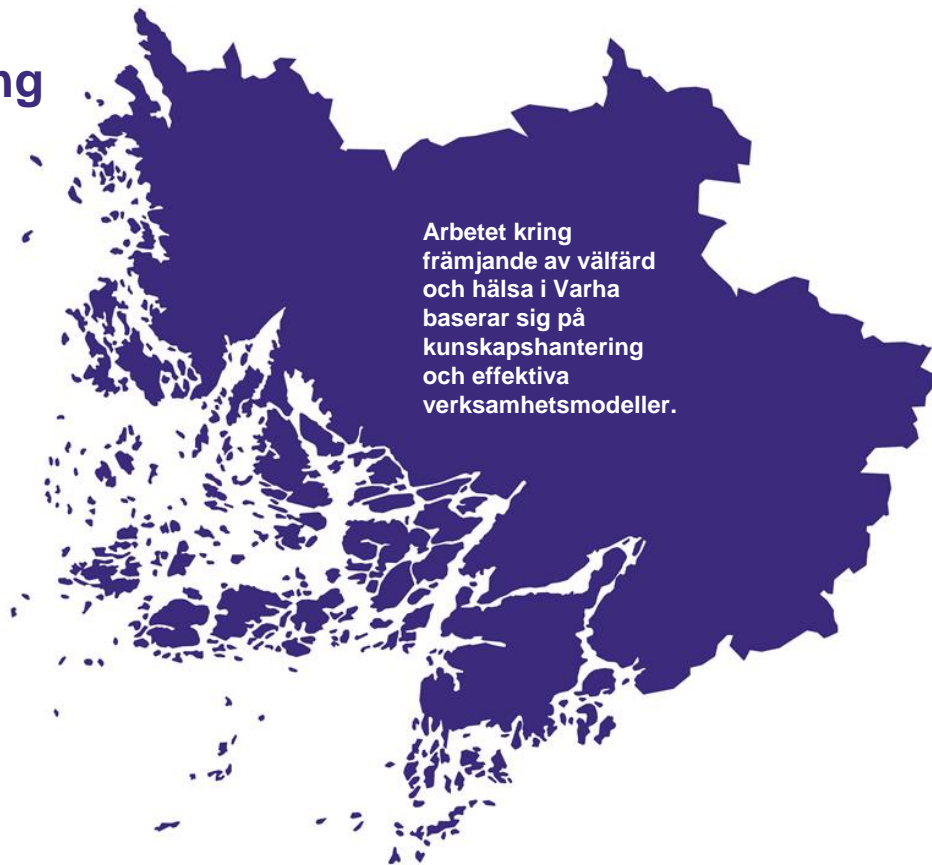 ng
Arbetet kring
främjande av välfärd
och hälsa i Varha
baserar sig på
kunskapshantering
och effektiva
verksamhetsmodeller.